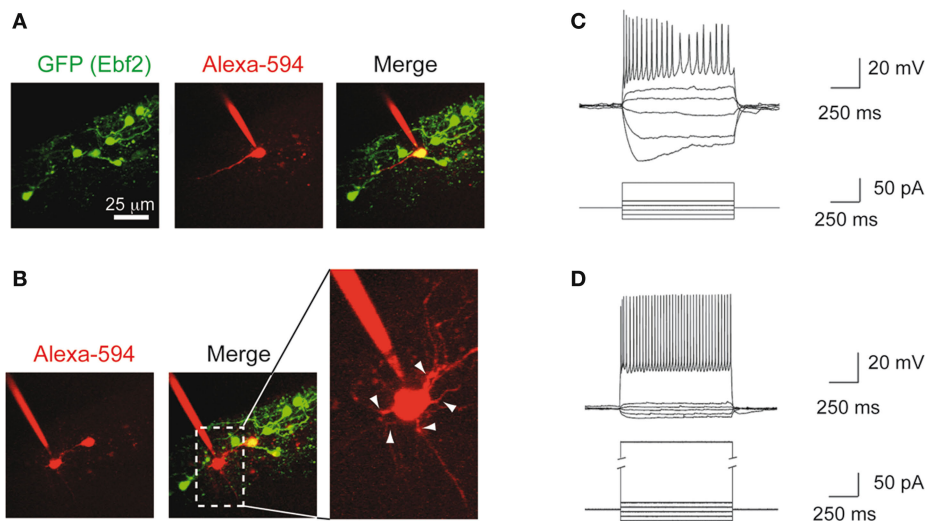 A
GFP (Ebf2)
Alexa-594
Merge
25 μm
B
Alexa-594
Merge
C
20 mV
250 ms
50 pA
250 ms
D
20 mV
250 ms
50 pA
250 ms